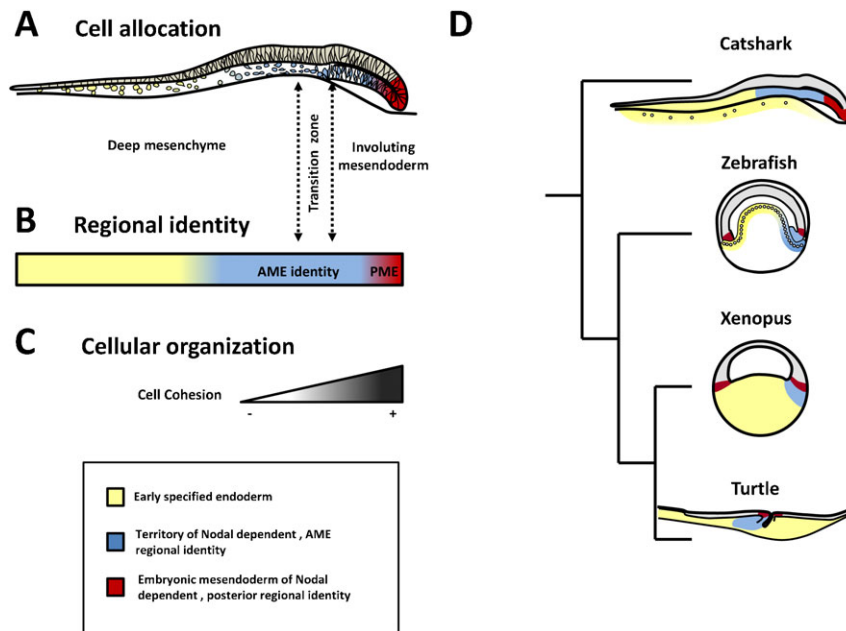 A
Cell allocation
Deep mesenchyme
Transition zone
Involuting
mesendoderm
B
Regional identity
AME identity
PME
C
Cellular organization
Cell Cohesion
-
+
Early specified endoderm
Territory of Nodal dependent , AME
regional identity
Embryonic mesendoderm of Nodal
dependent , posterior regional identity
D
Catshark
Zebrafish
Xenopus
Turtle